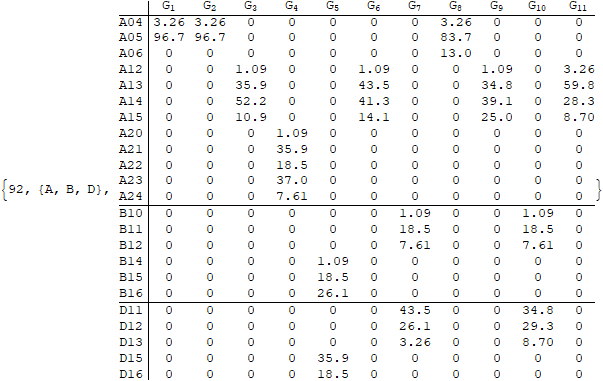 G₁ G₂ G₃ G₄ G₅ G₆ G₇ G₈ G₉ G₁₀ G₁₁
A04 3.26 3.26 0 0 0 0 0 3.26 0 0 0
A05 96.7 96.7 0 0 0 0 0 83.7 0 0 0
A06 0 0 0 0 0 0 0 13.0 0 0 0
A12 0 0 1.09 0 0 1.09 0 0 1.09 0 3.26
A13 0 0 35.9 0 0 43.5 0 0 34.8 0 59.8
A14 0 0 52.2 0 0 41.3 0 0 39.1 0 28.3
A15 0 0 10.9 0 0 14.1 0 0 25.0 0 8.70
A20 0 0 0 1.09 0 0 0 0 0 0 0
A21 0 0 0 35.9 0 0 0 0 0 0 0
A22 0 0 0 18.5 0 0 0 0 0 0 0
A23 0 0 0 37.0 0 0 0 0 0 0 0
{92, {A, B, D}, }
A24 0 0 0 7.61 0 0 0 0 0 0 0
B10 0 0 0 0 0 0 1.09 0 0 1.09 0
B11 0 0 0 0 0 0 18.5 0 0 18.5 0
B12 0 0 0 0 0 0 7.61 0 0 7.61 0
B14 0 0 0 0 1.09 0 0 0 0 0 0
B15 0 0 0 0 18.5 0 0 0 0 0 0
B16 0 0 0 0 26.1 0 0 0 0 0 0
D11 0 0 0 0 0 0 43.5 0 0 34.8 0
D12 0 0 0 0 0 0 26.1 0 0 29.3 0
D13 0 0 0 0 0 0 3.26 0 0 8.70 0
D15 0 0 0 0 35.9 0 0 0 0 0 0
D16 0 0 0 0 18.5 0 0 0 0 0 0